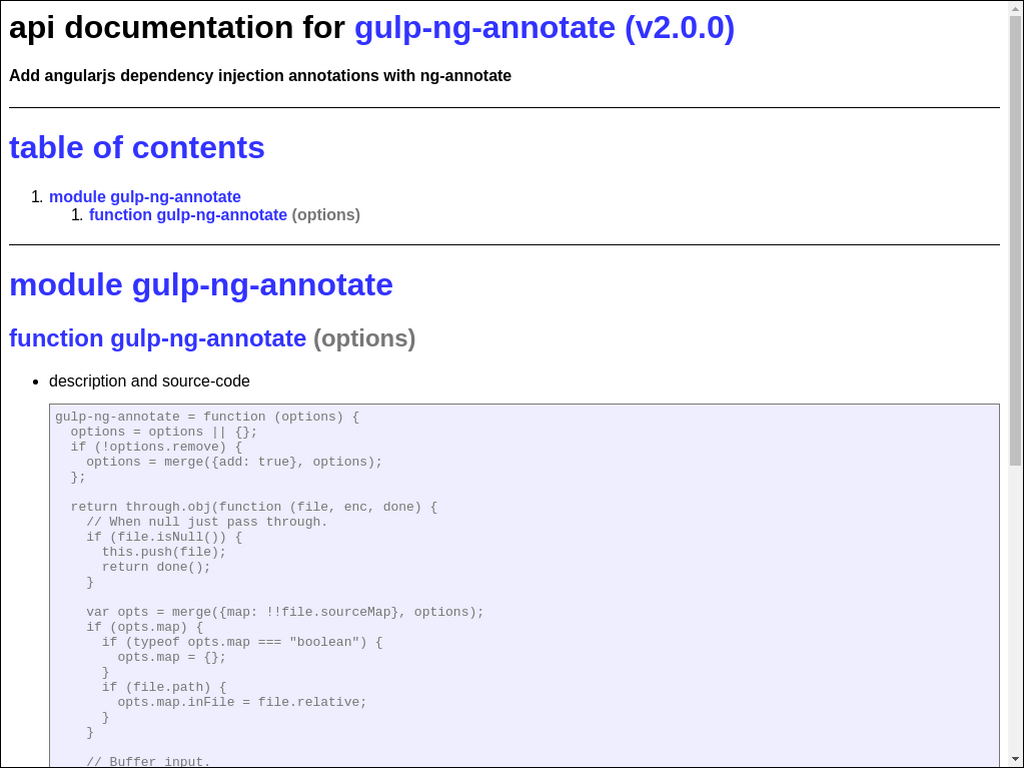 api documentation for gulp-ng-annotate (v2.0.0)
Add angularjs dependency injection annotations with ng-annotate
table of contents
1. module gulp-ng-annotate
1. function gulp-ng-annotate (options)
module gulp-ng-annotate
function gulp-ng-annotate (options)
• description and source-code
gulp-ng-annotate = function (options) {
  options = options || {};
  if (!options.remove) {
    options = merge({add: true}, options);
  };

  return through.obj(function (file, enc, done) {
    // When null just pass through.
    if (file.isNull()) {
      this.push(file);
      return done();
    }

    var opts = merge({map: !!file.sourceMap}, options);
    if (opts.map) {
      if (typeof opts.map === "boolean") {
        opts.map = {};
      }
      if (file.path) {
        opts.map.inFile = file.relative;
      }
    }

    // Buffer input.